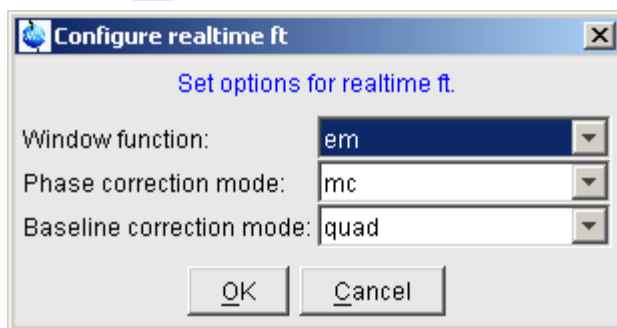 Configure realtime ft
Set options for realtime ft.
Window function: em
Phase correction mode: mc
Baseline correction mode: quad
OK Cancel